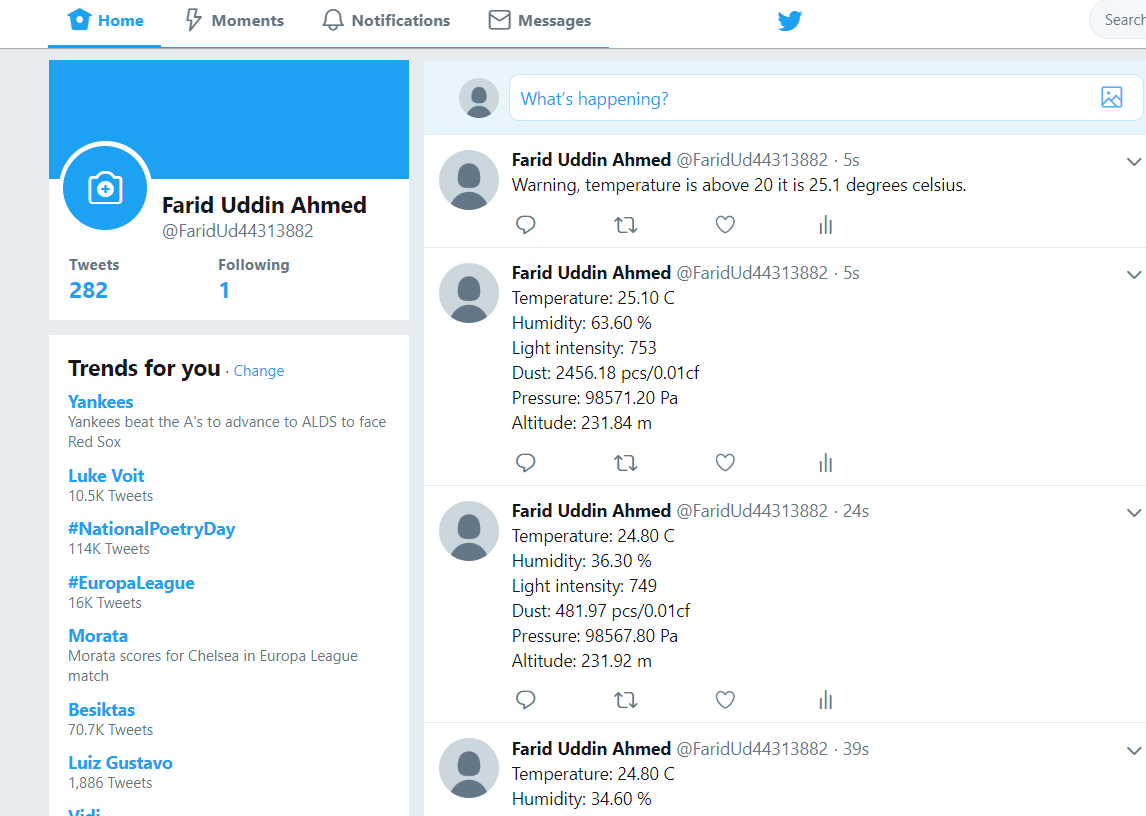 Home Moments Notifications Messages Search
Farid Uddin Ahmed
@FaridUd44313882
Tweets Following
282 1
Trends for you · Change
Yankees
Yankees beat the A's to advance to ALDS to face
Red Sox
Luke Voit
10.5K Tweets
#NationalPoetryDay
114K Tweets
#EuropaLeague
16K Tweets
Morata
Morata scores for Chelsea in Europa League
match
Besiktas
70.7K Tweets
Luiz Gustavo
1,886 Tweets
Vidi
What's happening?
Farid Uddin Ahmed @FaridUd44313882 · 5s
Warning, temperature is above 20 it is 25.1 degrees celsius.
Farid Uddin Ahmed @FaridUd44313882 · 5s
Temperature: 25.10 C
Humidity: 63.60 %
Light intensity: 753
Dust: 2456.18 pcs/0.01cf
Pressure: 98571.20 Pa
Altitude: 231.84 m
Farid Uddin Ahmed @FaridUd44313882 · 24s
Temperature: 24.80 C
Humidity: 36.30 %
Light intensity: 749
Dust: 481.97 pcs/0.01cf
Pressure: 98567.80 Pa
Altitude: 231.92 m
Farid Uddin Ahmed @FaridUd44313882 · 39s
Temperature: 24.80 C
Humidity: 34.60 %